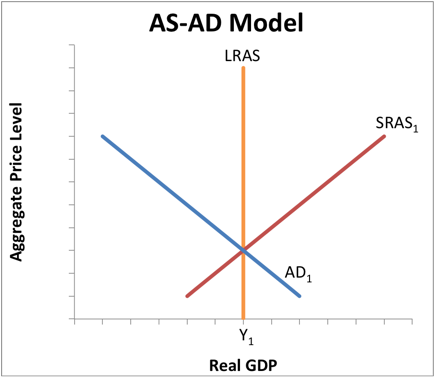 AS-AD Model
LRAS
SRAS1
AD1
Aggregate Price Level
Y1
Real GDP